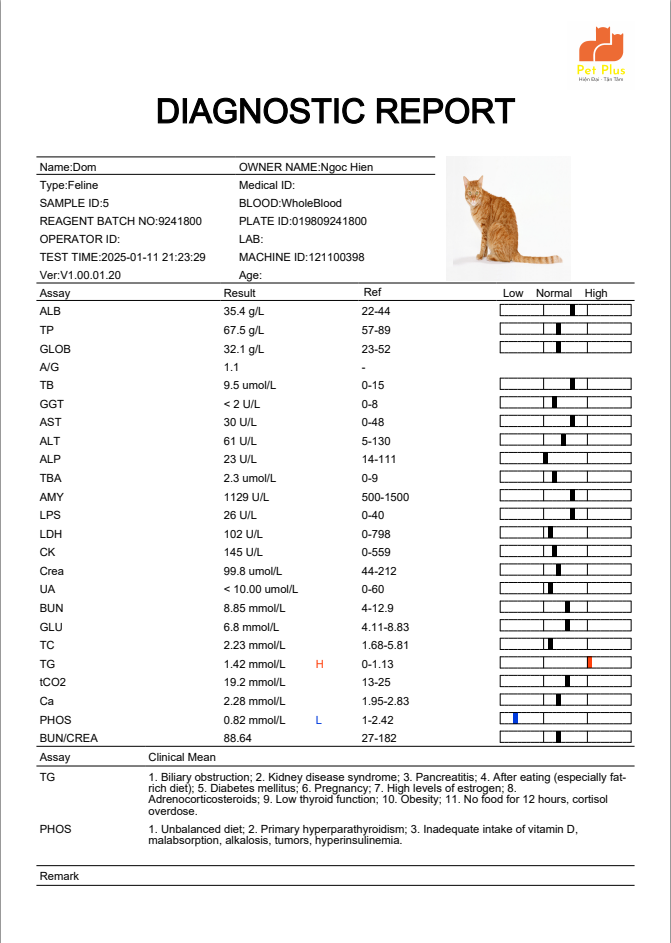 Pet Plus
Hiện Đại - Tận Tâm
DIAGNOSTIC REPORT
Name:Dom OWNER NAME:Ngoc Hien
Type:Feline Medical ID:
SAMPLE ID:5 BLOOD:WholeBlood
REAGENT BATCH NO:9241800 PLATE ID:019809241800
OPERATOR ID: LAB:
TEST TIME:2025-01-11 21:23:29 MACHINE ID:121100398
Ver:V1.00.01.20 Age:
Assay Result Ref Low Normal High
ALB 35.4 g/L 22-44
TP 67.5 g/L 57-89
GLOB 32.1 g/L 23-52
A/G 1.1 -
TB 9.5 umol/L 0-15
GGT < 2 U/L 0-8
AST 30 U/L 0-48
ALT 61 U/L 5-130
ALP 23 U/L 14-111
TBA 2.3 umol/L 0-9
AMY 1129 U/L 500-1500
LPS 26 U/L 0-40
LDH 102 U/L 0-798
CK 145 U/L 0-559
Crea 99.8 umol/L 44-212
UA < 10.00 umol/L 0-60
BUN 8.85 mmol/L 4-12.9
GLU 6.8 mmol/L 4.11-8.83
TC 2.23 mmol/L 1.68-5.81
TG 1.42 mmol/L H 0-1.13
tCO2 19.2 mmol/L 13-25
Ca 2.28 mmol/L 1.95-2.83
PHOS 0.82 mmol/L L 1-2.42
BUN/CREA 88.64 27-182
Assay Clinical Mean
TG 1. Biliary obstruction; 2. Kidney disease syndrome; 3. Pancreatitis; 4. After eating (especially fat-
rich diet); 5. Diabetes mellitus; 6. Pregnancy; 7. High levels of estrogen; 8.
Adrenocorticosteroids; 9. Low thyroid function; 10. Obesity; 11. No food for 12 hours, cortisol
overdose.
PHOS 1. Unbalanced diet; 2. Primary hyperparathyroidism; 3. Inadequate intake of vitamin D,
malabsorption, alkalosis, tumors, hyperinsulinemia.
Remark